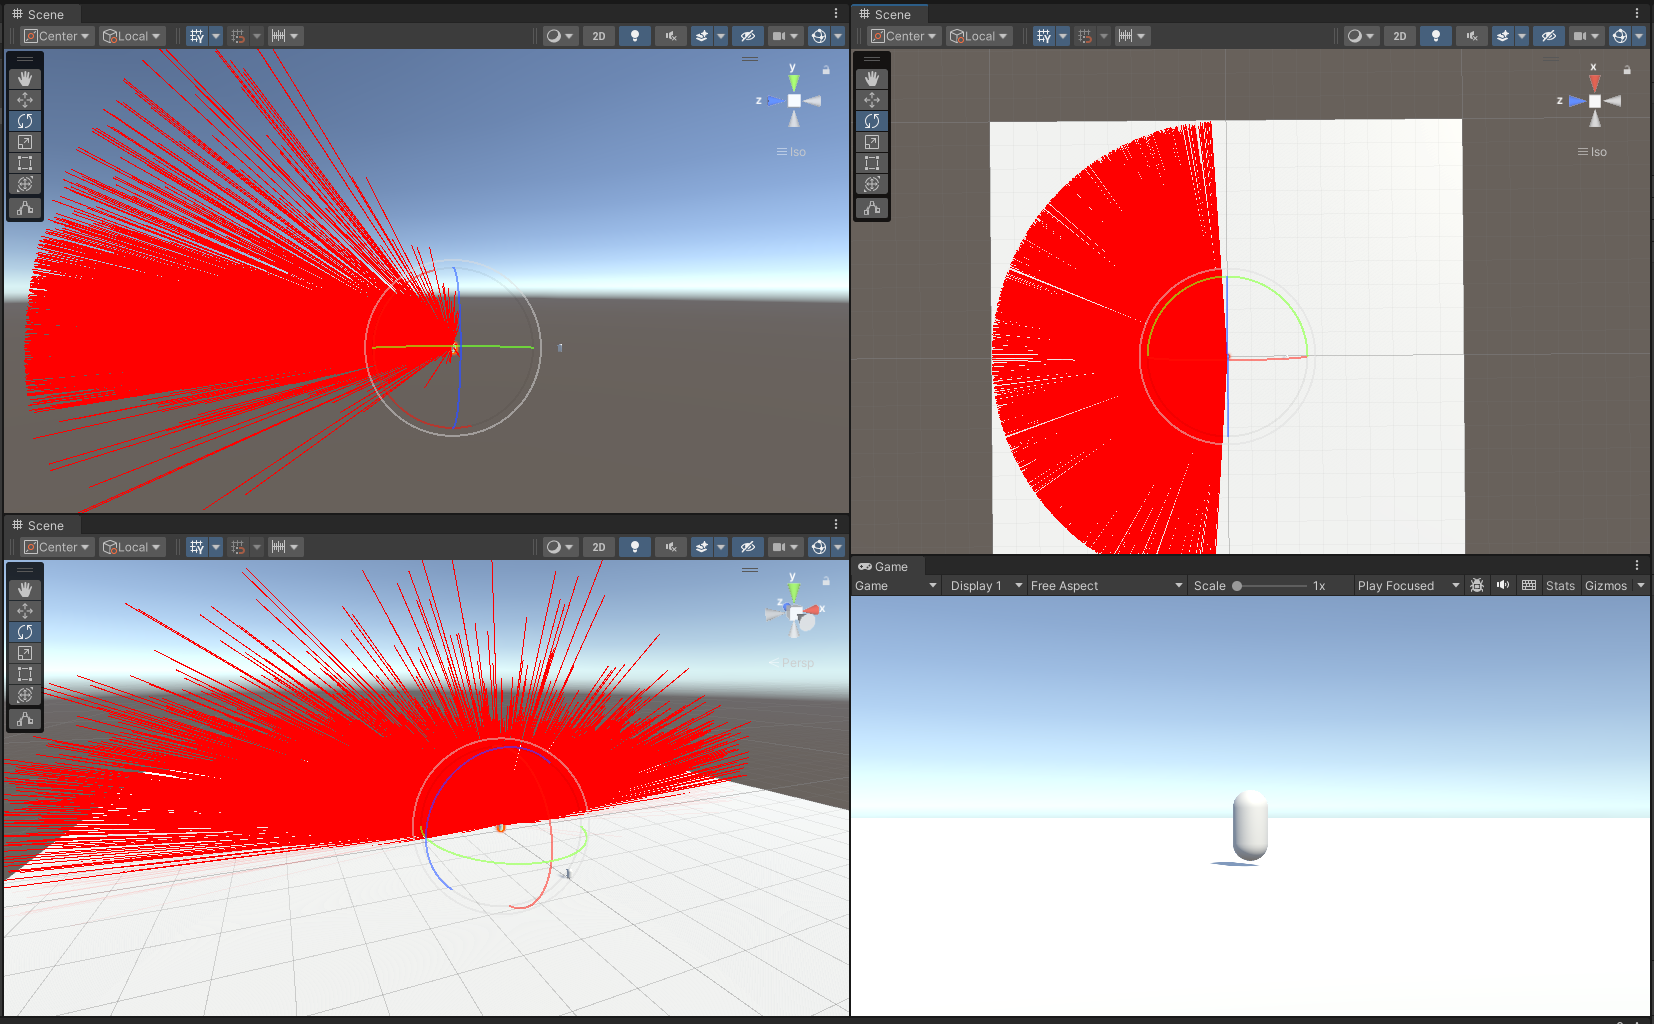 Scene
Center Local 2D
y
z
Iso
Scene
Center Local 2D
x
z
Iso
Scene
Center Local 2D
y
z x
Persp
Game
Game Display 1 Free Aspect Scale 1x Play Focused Stats Gizmos